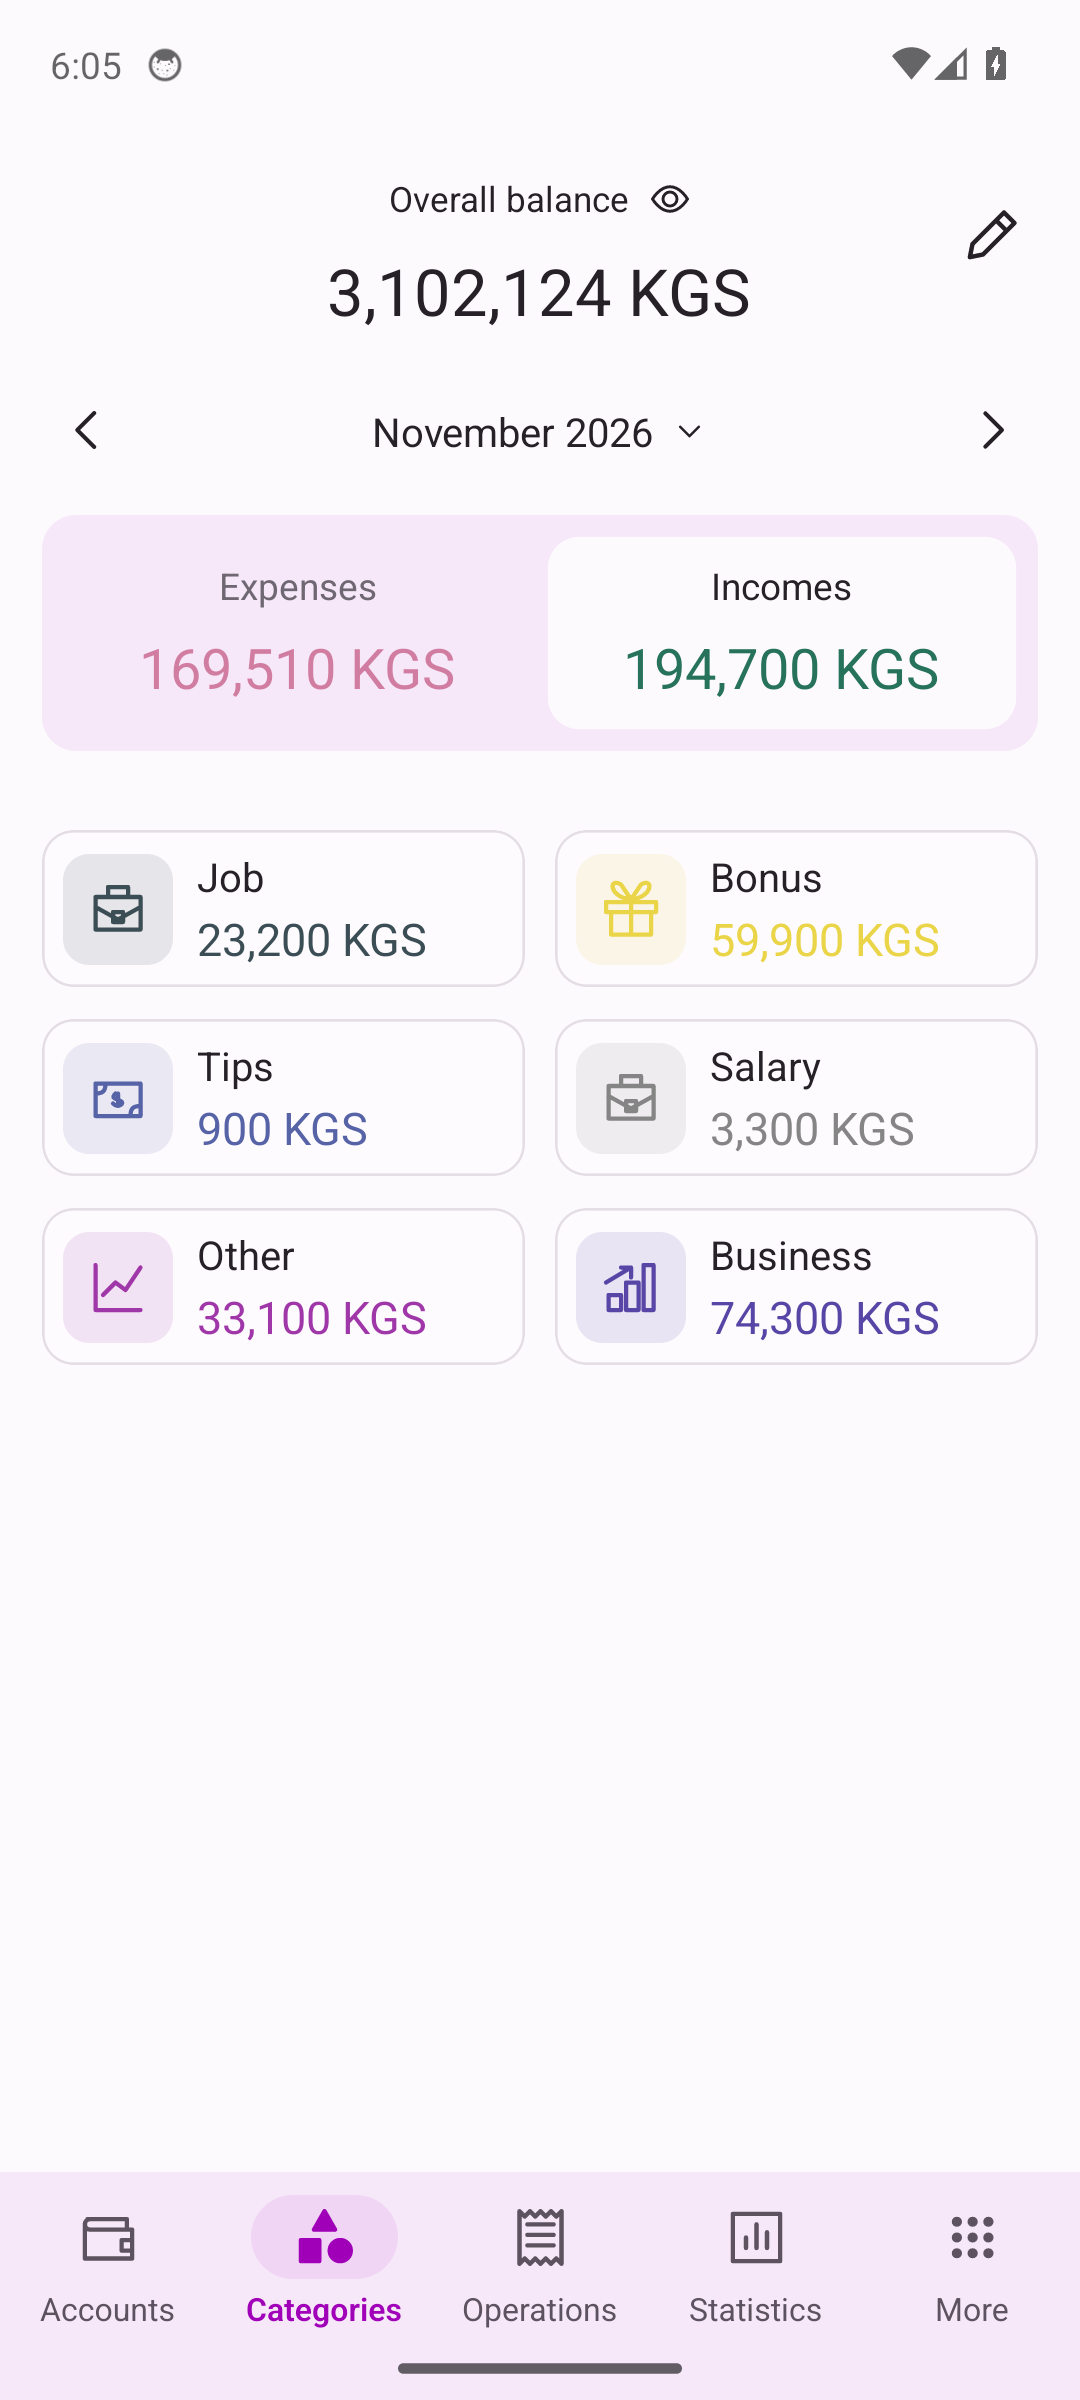 6:05
Overall balance
3,102,124 KGS
November 2026
Expenses
169,510 KGS
Incomes
194,700 KGS
Job
23,200 KGS
Bonus
59,900 KGS
Tips
900 KGS
Salary
3,300 KGS
Other
33,100 KGS
Business
74,300 KGS
Accounts
Categories
Operations
Statistics
More